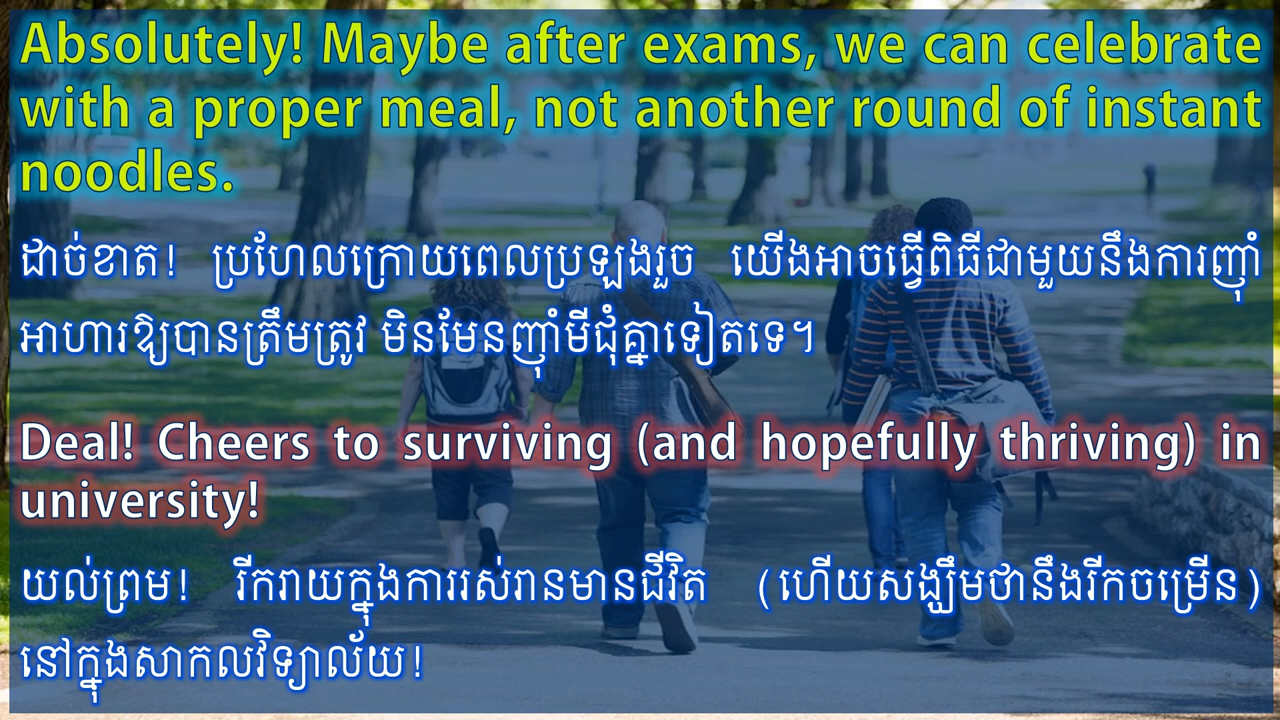 Absolutely! Maybe after exams, we can celebrate
with a proper meal, not another round of instant
noodles.
ដាច់ខាត! ប្រហែលក្រោយពេលប្រឡងរួច យើងអាចធ្វើពិធីជាមួយនឹងការញ៉ាំ
អាហារឱ្យបានត្រឹមត្រូវ មិនមែនញ៉ាំមីជុំគ្នាទៀតទេ។
Deal! Cheers to surviving (and hopefully thriving) in
university!
យល់ព្រម! រីករាយក្នុងការរស់រានមានជីវិត (ហើយសង្ឃឹមថានឹងរីកចម្រើន)
នៅក្នុងសាកលវិទ្យាល័យ!